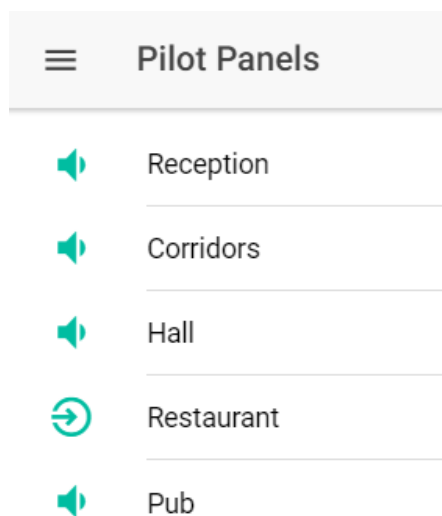 Pilot Panels
Reception
Corridors
Hall
Restaurant
Pub